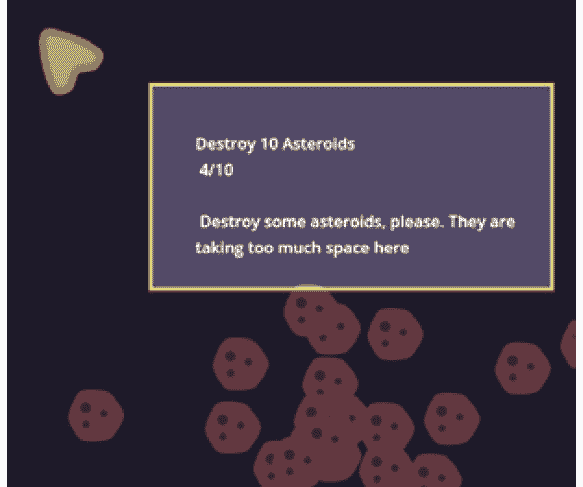 Destroy 10 Asteroids
4/10
Destroy some asteroids, please. They are
taking too much space here